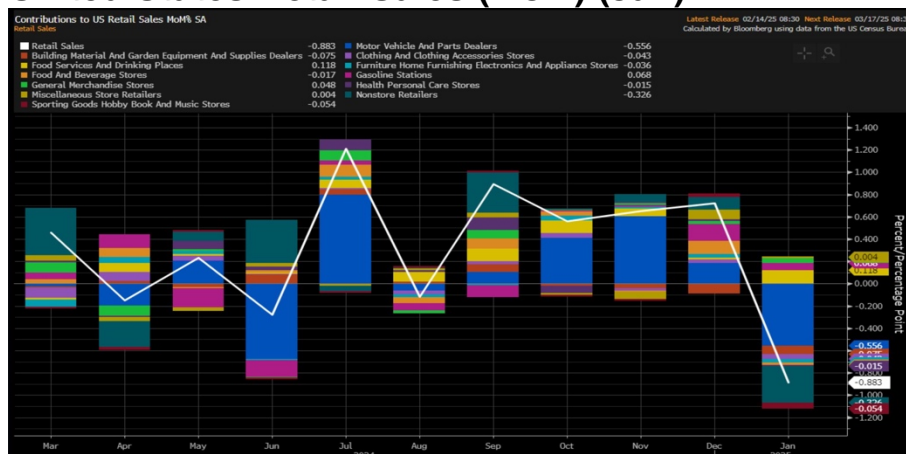 Contributions to US Retail Sales MoM% SA
Retail Sales
Latest Release 02/14/25 08:30 Next Release 03/17/25 08:3
Calculated by Bloomberg using data from the US Census Burea
Retail Sales -0.883 Motor Vehicle And Parts Dealers -0.556
Building Material And Garden Equipment And Supplies Dealers -0.075 Clothing And Clothing Accessories Stores -0.043
Food Services And Drinking Places 0.118 Furniture Home Furnishing Electronics And Appliance Stores -0.036
Food And Beverage Stores -0.017 Gasoline Stations 0.068
General Merchandise Stores 0.048 Health Personal Care Stores -0.015
Miscellaneous Store Retailers 0.004 Nonstore Retailers -0.326
Sporting Goods Hobby Book And Music Stores -0.054
1.400
1.200
1.000
0.800
0.600
0.400
0.004
0.118
0.000
-0.200
-0.400
-0.556
-0.015
-0.800
-0.883
-1.000
-0.054
-1.200
Percent/Percentage Point
Mar Apr May Jun Jul Aug Sep Oct Nov Dec Jan